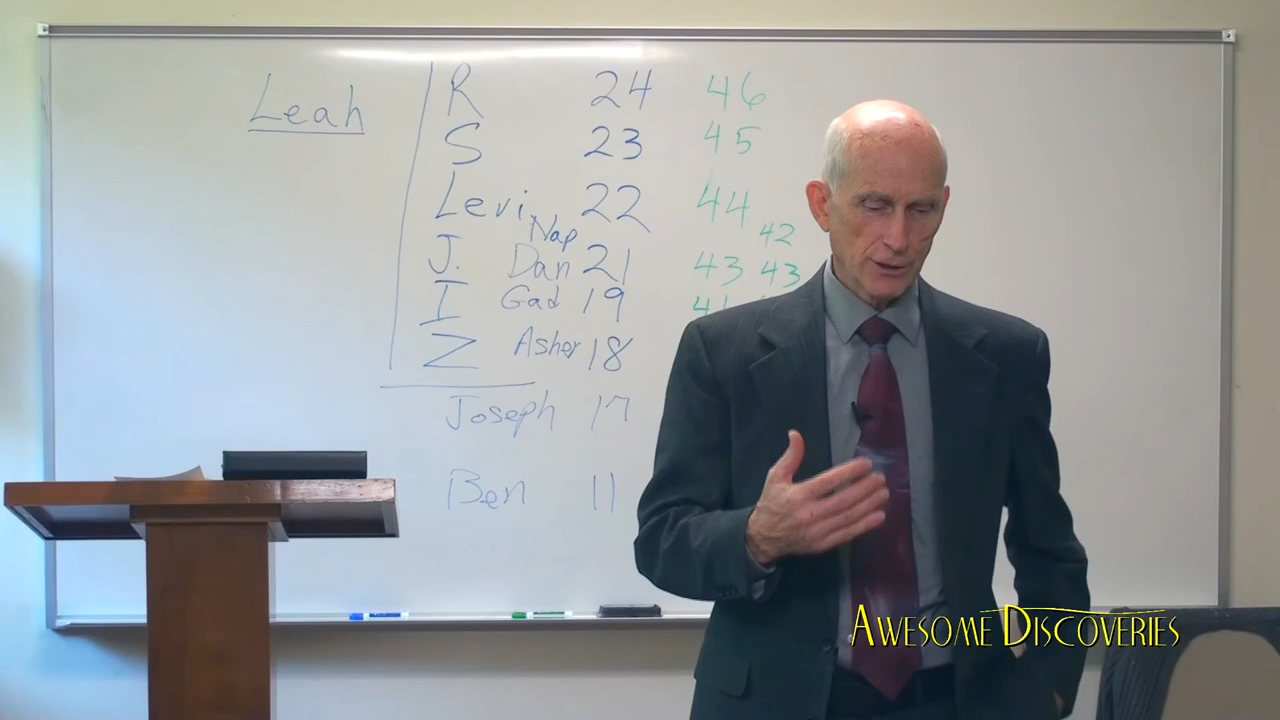 Leah
R 24 46
S 23 45
Levi 22 44
Nap 42
J. Dan 21 43 43
I Gad 19 41
Z Asher 18
Joseph 17
Ben 11
AWESOME DISCOVERIES